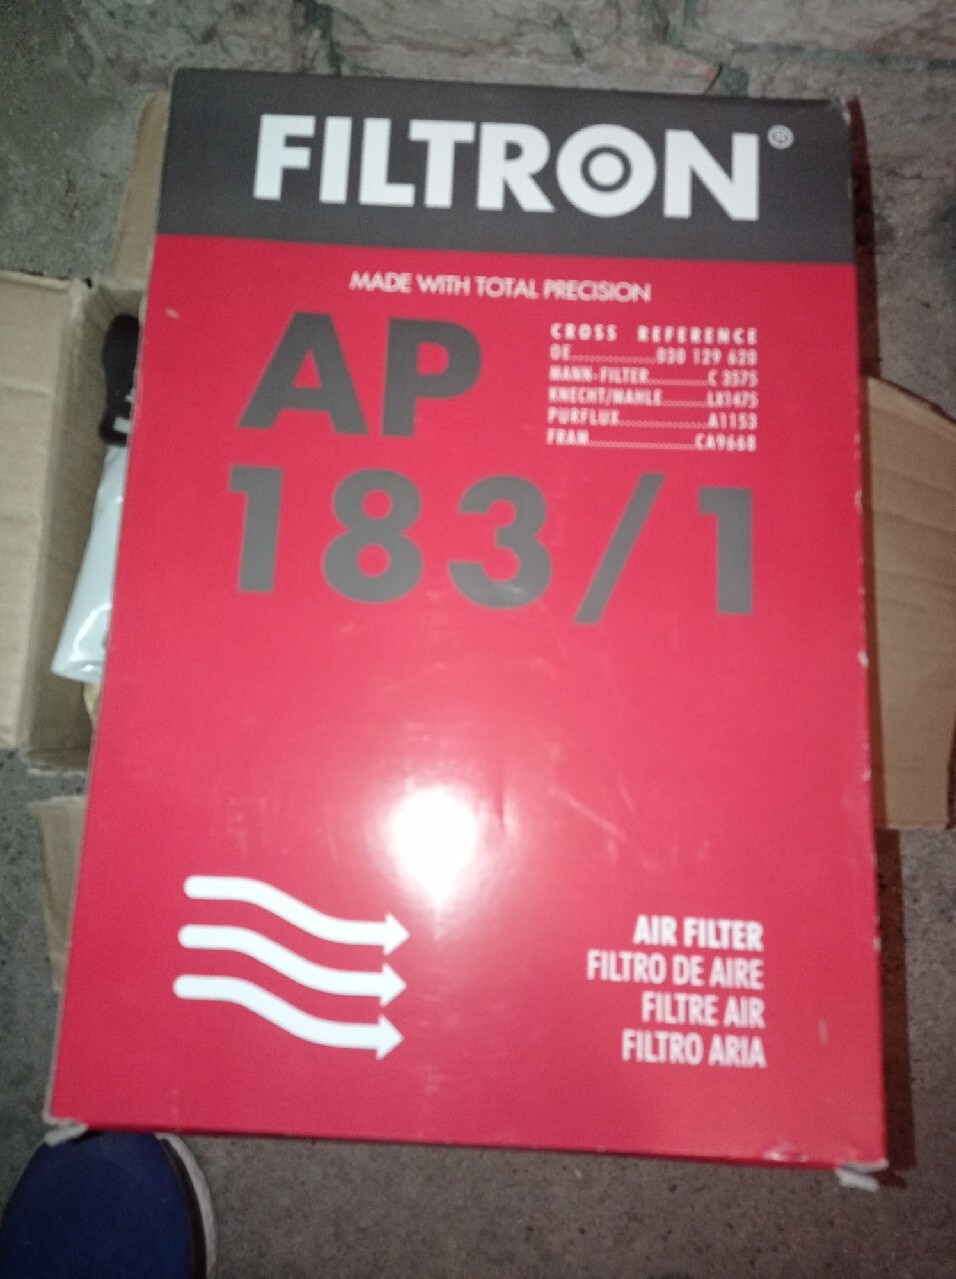 FILTRON®
MADE WITH TOTAL PRECISION
AP
183/1
CROSS REFERENCE
OE..............030 129 620
MANN-FILTER..........C 3575
KNECHT/MAHLE.......LX1475
PURFLUX..............A1153
FRAM.................CA9668
AIR FILTER
FILTRO DE AIRE
FILTRE AIR
FILTRO ARIA